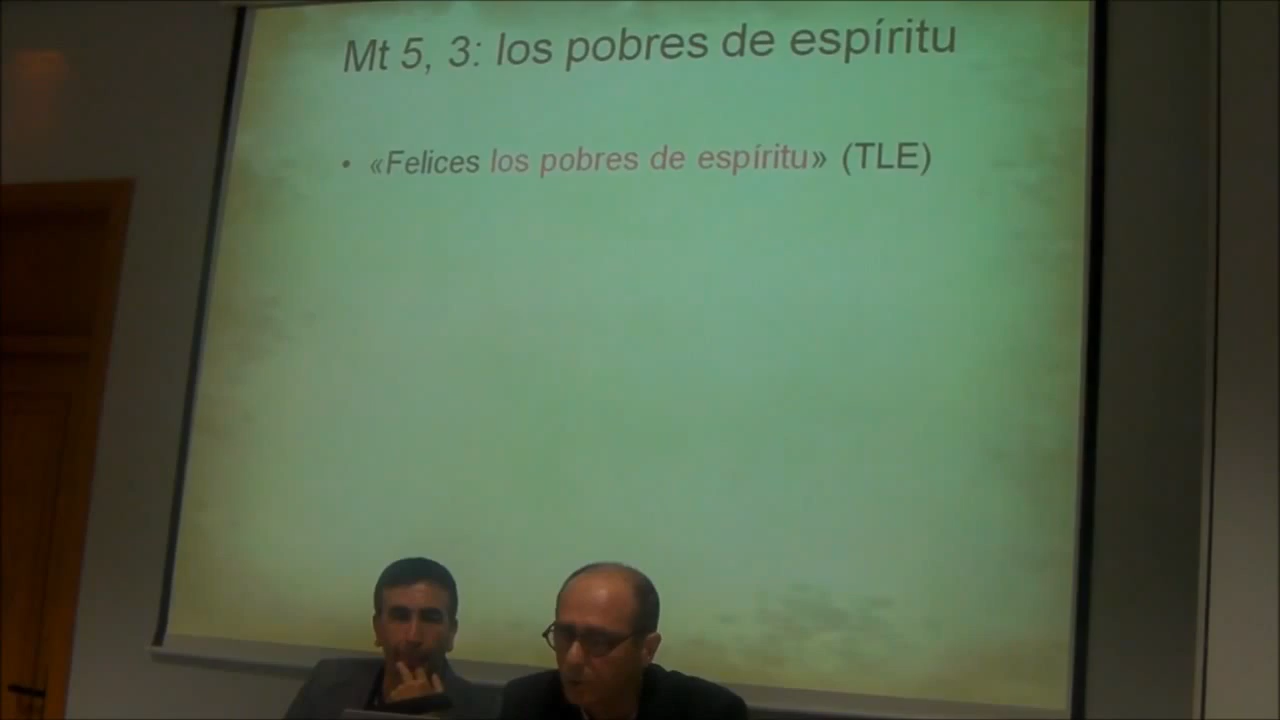 Mt 5, 3: los pobres de espíritu
• «Felices los pobres de espíritu» (TLE)